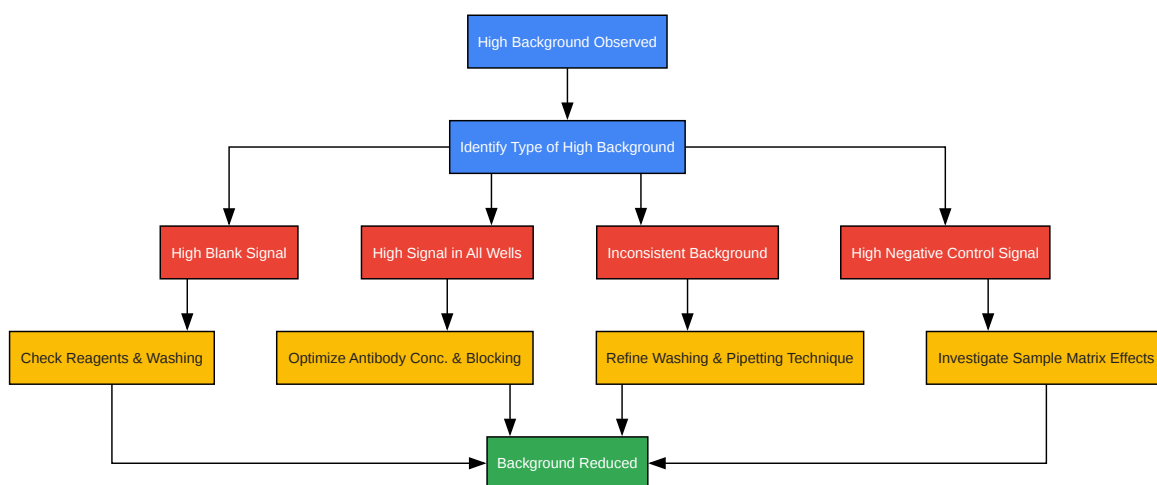 High Background Observed
Identify Type of High Background
High Blank Signal
High Signal in All Wells
Inconsistent Background
High Negative Control Signal
Check Reagents & Washing
Optimize Antibody Conc. & Blocking
Refine Washing & Pipetting Technique
Investigate Sample Matrix Effects
Background Reduced